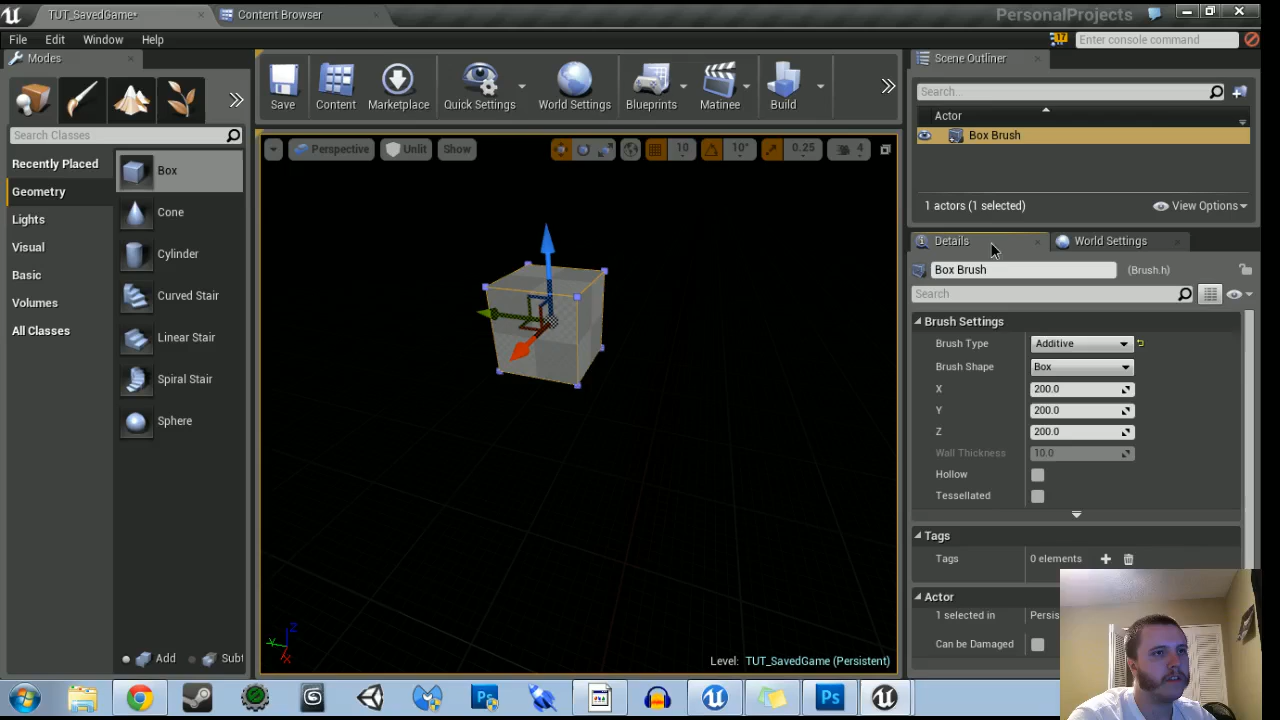 TUT_SavedGame*
Content Browser
PersonalProjects
File Edit Window Help
17
Enter console command
Modes
Search Classes
Recently Placed
Geometry
Lights
Visual
Basic
Volumes
All Classes
Box
Cone
Cylinder
Curved Stair
Linear Stair
Spiral Stair
Sphere
Add
Subt
Save
Content
Marketplace
Quick Settings
World Settings
Blueprints
Matinee
Build
Perspective
Unlit
Show
10
10°
0.25
4
Z
Y
X
Level: TUT_SavedGame (Persistent)
Scene Outliner
Search...
Actor
Box Brush
1 actors (1 selected)
View Options
Details
World Settings
Box Brush
(Brush.h)
Search
Brush Settings
Brush Type Additive
Brush Shape Box
X 200.0
Y 200.0
Z 200.0
Wall Thickness 10.0
Hollow
Tessellated
Tags
Tags 0 elements
Actor
1 selected in Persis
Can be Damaged
Ps
Ps